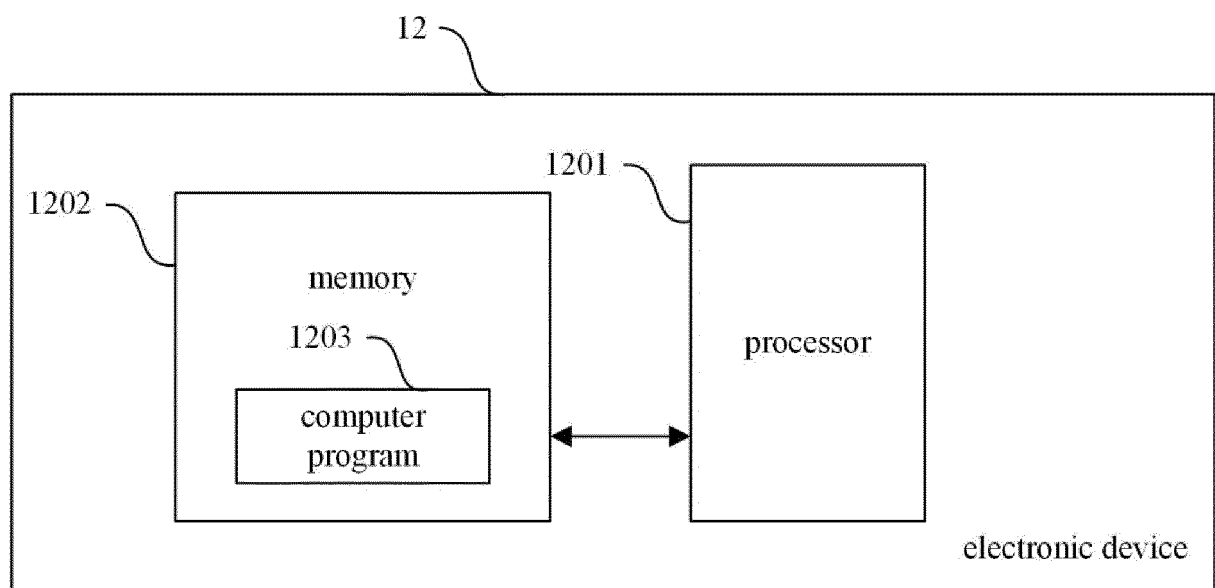 12
1201
1202
memory
1203
processor
computer
program
electronic device